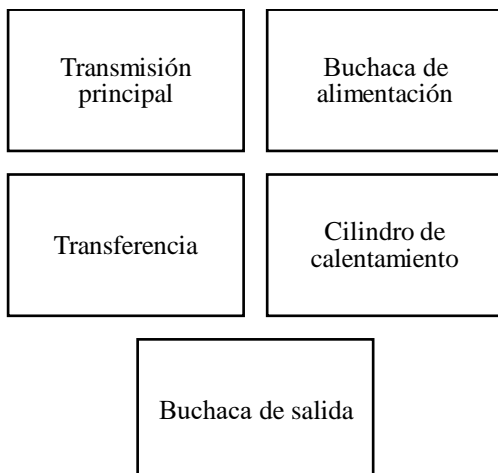 Transmisión
principal
Buchaca de
alimentación
Transferencia
Cilindro de
calentamiento
Buchaca de salida